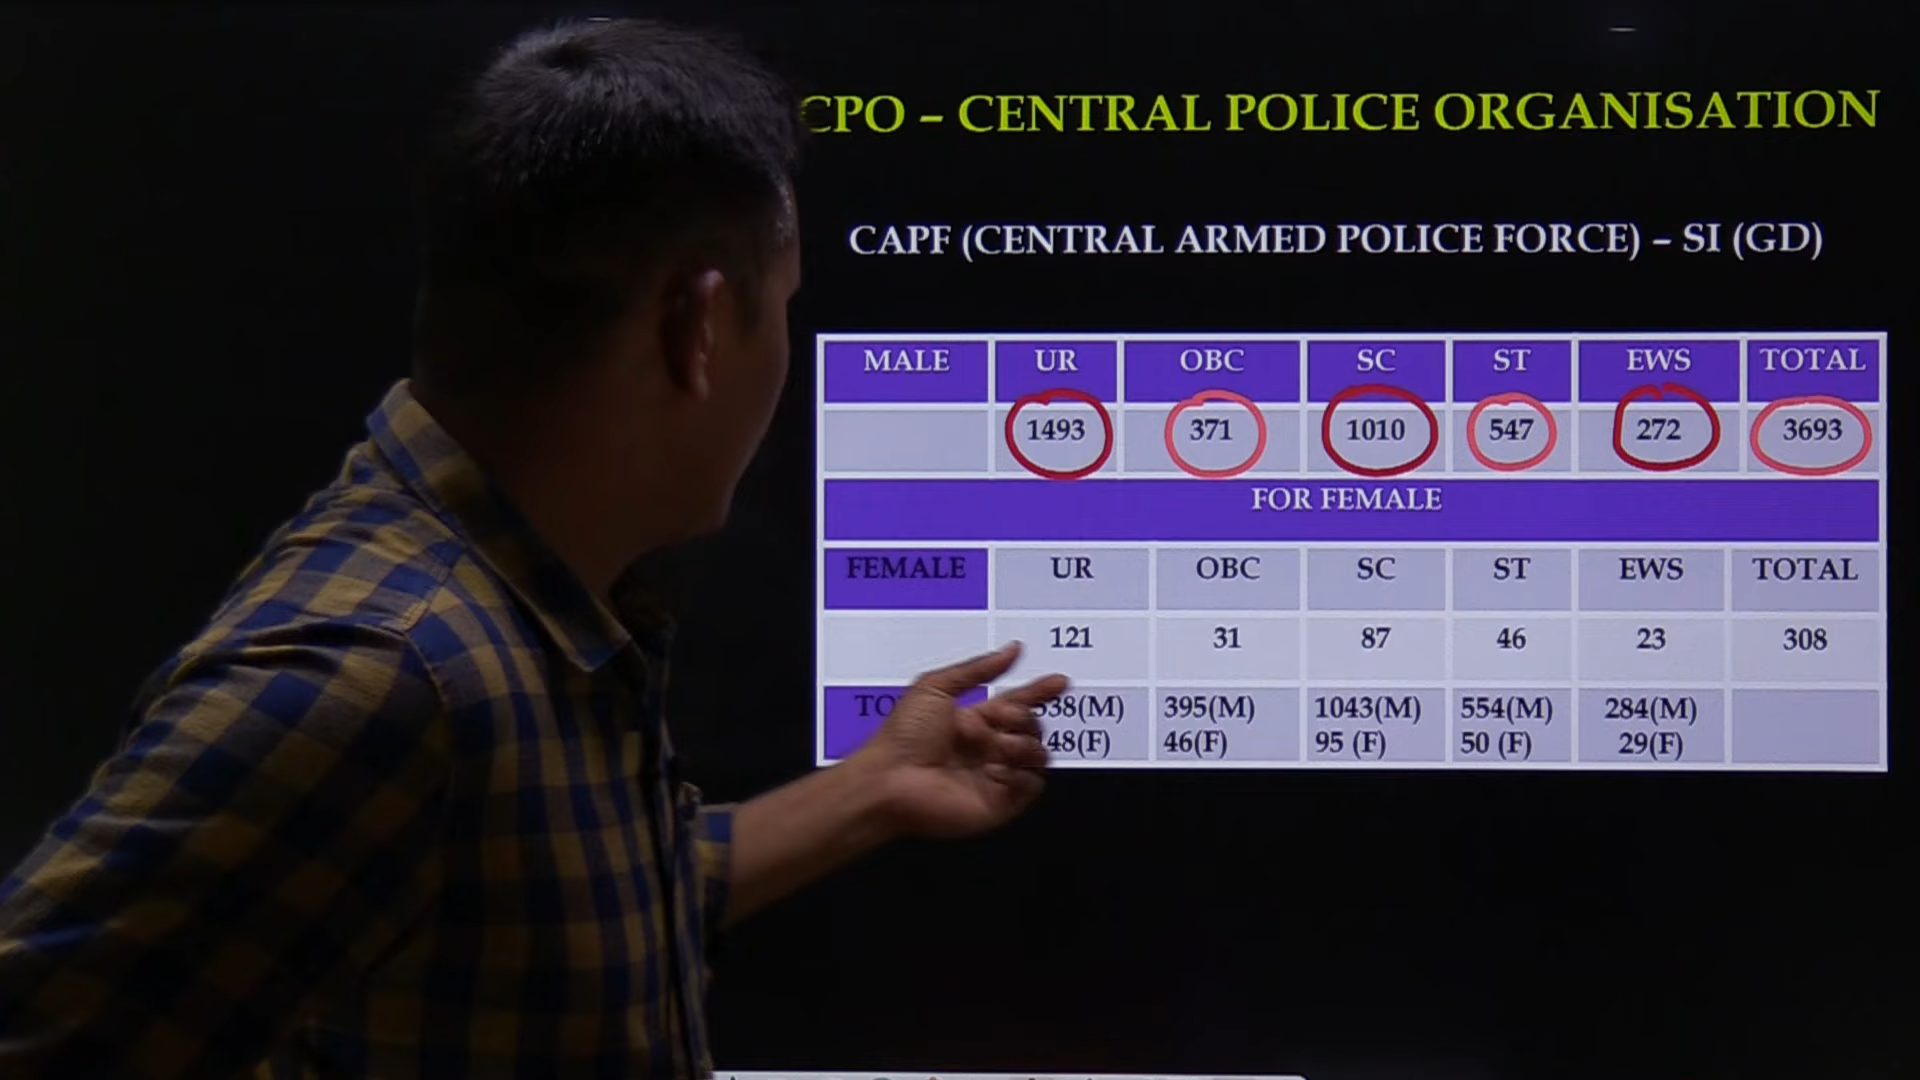 CPO – CENTRAL POLICE ORGANISATION
CAPF (CENTRAL ARMED POLICE FORCE) – SI (GD)
MALE UR OBC SC ST EWS TOTAL
1493 371 1010 547 272 3693
FOR FEMALE
FEMALE UR OBC SC ST EWS TOTAL
121 31 87 46 23 308
395(M) 1043(M) 554(M) 284(M)
46(F) 95 (F) 50 (F) 29(F)